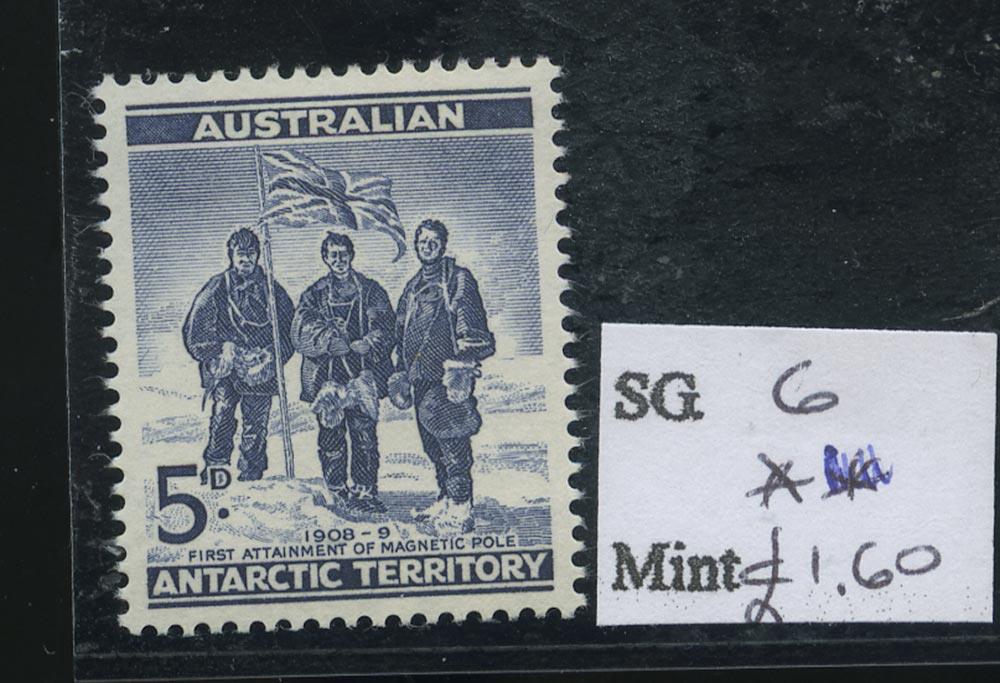 AUSTRALIAN
5D.
1908 - 9
FIRST ATTAINMENT OF MAGNETIC POLE
ANTARCTIC TERRITORY
SG 6
Mint £1.60